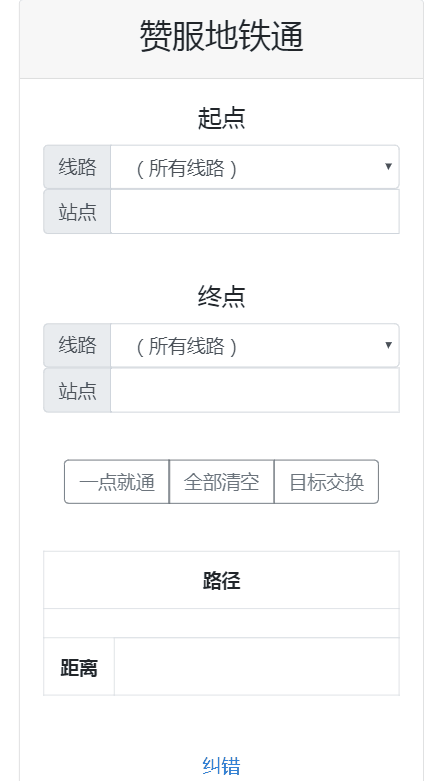 赞服地铁通
起点
线路 （所有线路）
站点
终点
线路 （所有线路）
站点
一点就通 全部清空 目标交换
路径
距离
纠错